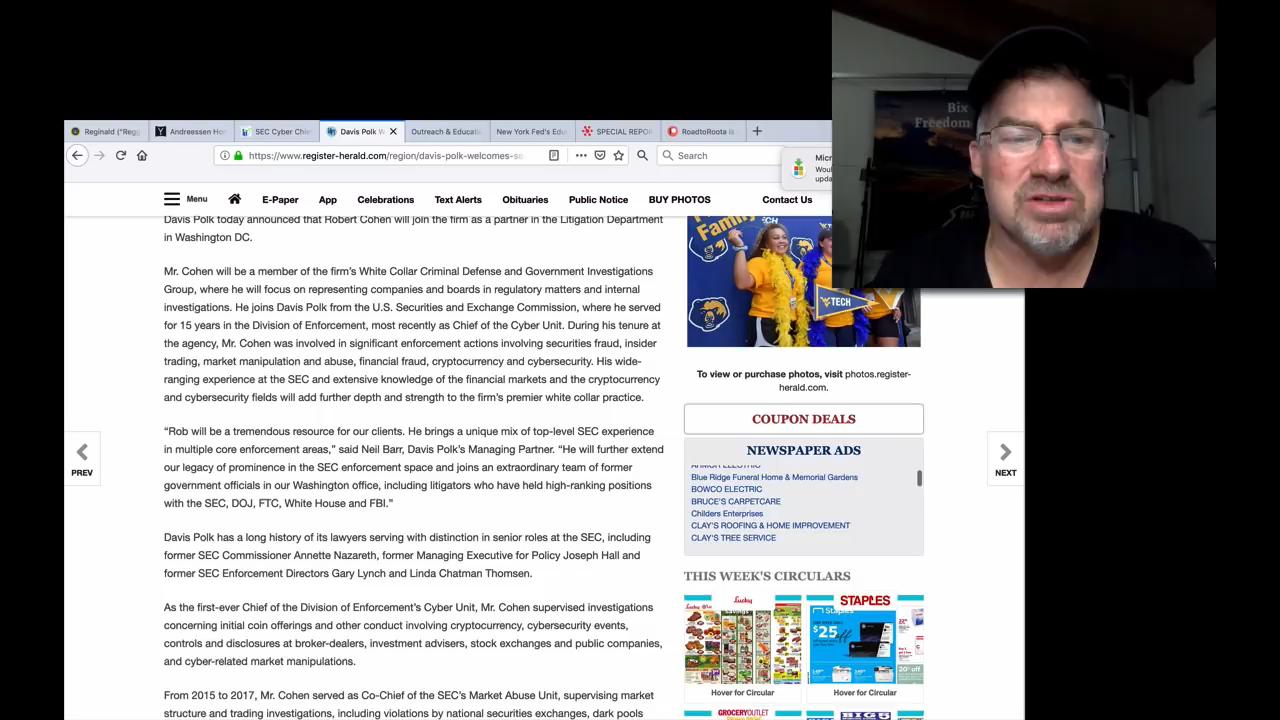 Bix
Freedom
Reginald ("Regg
Andreessen Ho
SEC Cyber Chie
Davis Polk W
Outreach & Educati
New York Fed's Edu
SPECIAL REPOR
RoadtoRoota is
https://www.register-herald.com/region/davis-polk-welcomes-se
Search
Micr
Wou
upda
Menu
E-Paper
App
Celebrations
Text Alerts
Obituaries
Public Notice
BUY PHOTOS
Contact Us
Davis Polk today announced that Robert Cohen will join the firm as a partner in the Litigation Department
in Washington DC.
Mr. Cohen will be a member of the firm's White Collar Criminal Defense and Government Investigations
Group, where he will focus on representing companies and boards in regulatory matters and internal
investigations. He joins Davis Polk from the U.S. Securities and Exchange Commission, where he served
for 15 years in the Division of Enforcement, most recently as Chief of the Cyber Unit. During his tenure at
the agency, Mr. Cohen was involved in significant enforcement actions involving securities fraud, insider
trading, market manipulation and abuse, financial fraud, cryptocurrency and cybersecurity. His wide-
ranging experience at the SEC and extensive knowledge of the financial markets and the cryptocurrency
and cybersecurity fields will add further depth and strength to the firm's premier white collar practice.
“Rob will be a tremendous resource for our clients. He brings a unique mix of top-level SEC experience
in multiple core enforcement areas,” said Neil Barr, Davis Polk's Managing Partner. “He will further extend
our legacy of prominence in the SEC enforcement space and joins an extraordinary team of former
government officials in our Washington office, including litigators who have held high-ranking positions
with the SEC, DOJ, FTC, White House and FBI.”
Davis Polk has a long history of its lawyers serving with distinction in senior roles at the SEC, including
former SEC Commissioner Annette Nazareth, former Managing Executive for Policy Joseph Hall and
former SEC Enforcement Directors Gary Lynch and Linda Chatman Thomsen.
As the first-ever Chief of the Division of Enforcement's Cyber Unit, Mr. Cohen supervised investigations
concerning initial coin offerings and other conduct involving cryptocurrency, cybersecurity events,
controls and disclosures at broker-dealers, investment advisers, stock exchanges and public companies,
and cyber-related market manipulations.
From 2015 to 2017, Mr. Cohen served as Co-Chief of the SEC's Market Abuse Unit, supervising market
structure and trading investigations, including violations by national securities exchanges, dark pools
PREV
NEXT
Family
TECH
TECH
To view or purchase photos, visit photos.register-
herald.com.
COUPON DEALS
NEWSPAPER ADS
ARMOR ELECTRIC
Blue Ridge Funeral Home & Memorial Gardens
BOWCO ELECTRIC
BRUCE'S CARPETCARE
Childers Enterprises
CLAY'S ROOFING & HOME IMPROVEMENT
CLAY'S TREE SERVICE
THIS WEEK'S CIRCULARS
Lucky
STAPLES
Staples
$25
Hover for Circular
Hover for Circular
GROCERY OUTLET
BIG 5